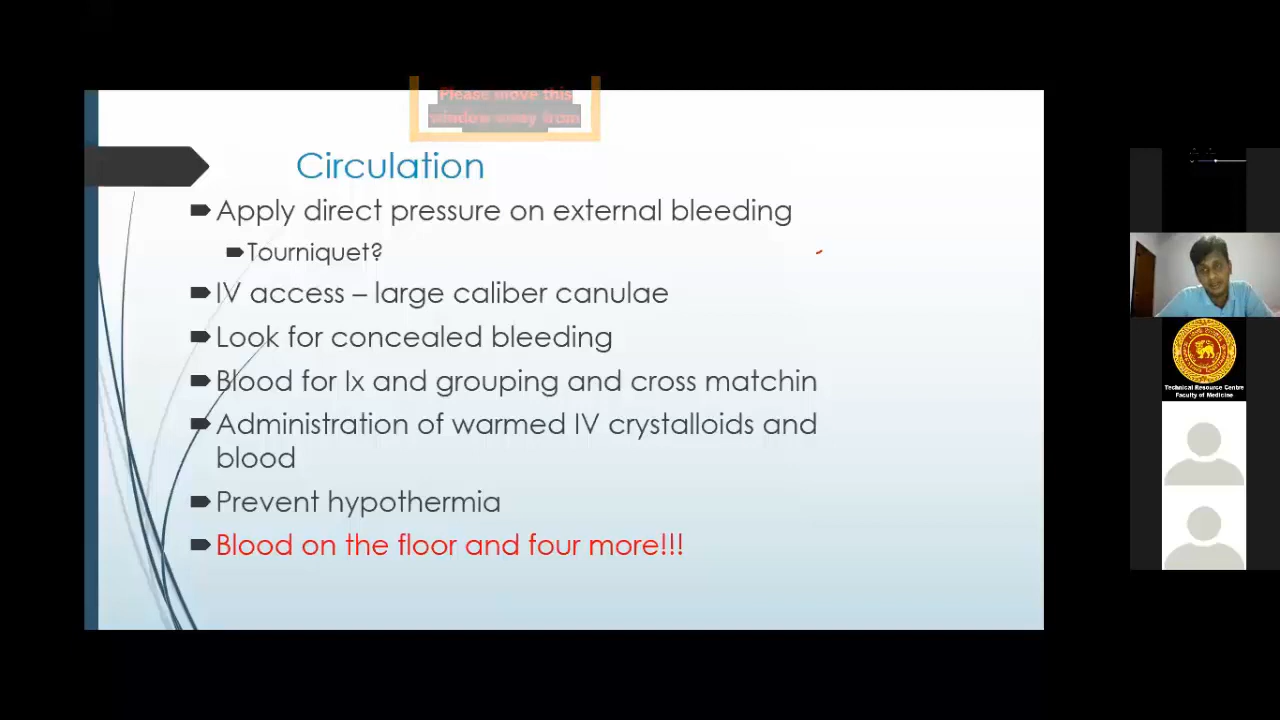 Please move this
window away from
Circulation
Apply direct pressure on external bleeding
Tourniquet?
IV access – large caliber canulae
Look for concealed bleeding
Blood for Ix and grouping and cross matchin
Administration of warmed IV crystalloids and
blood
Prevent hypothermia
Blood on the floor and four more!!!
Technical Resource Centre
Faculty of Medicine